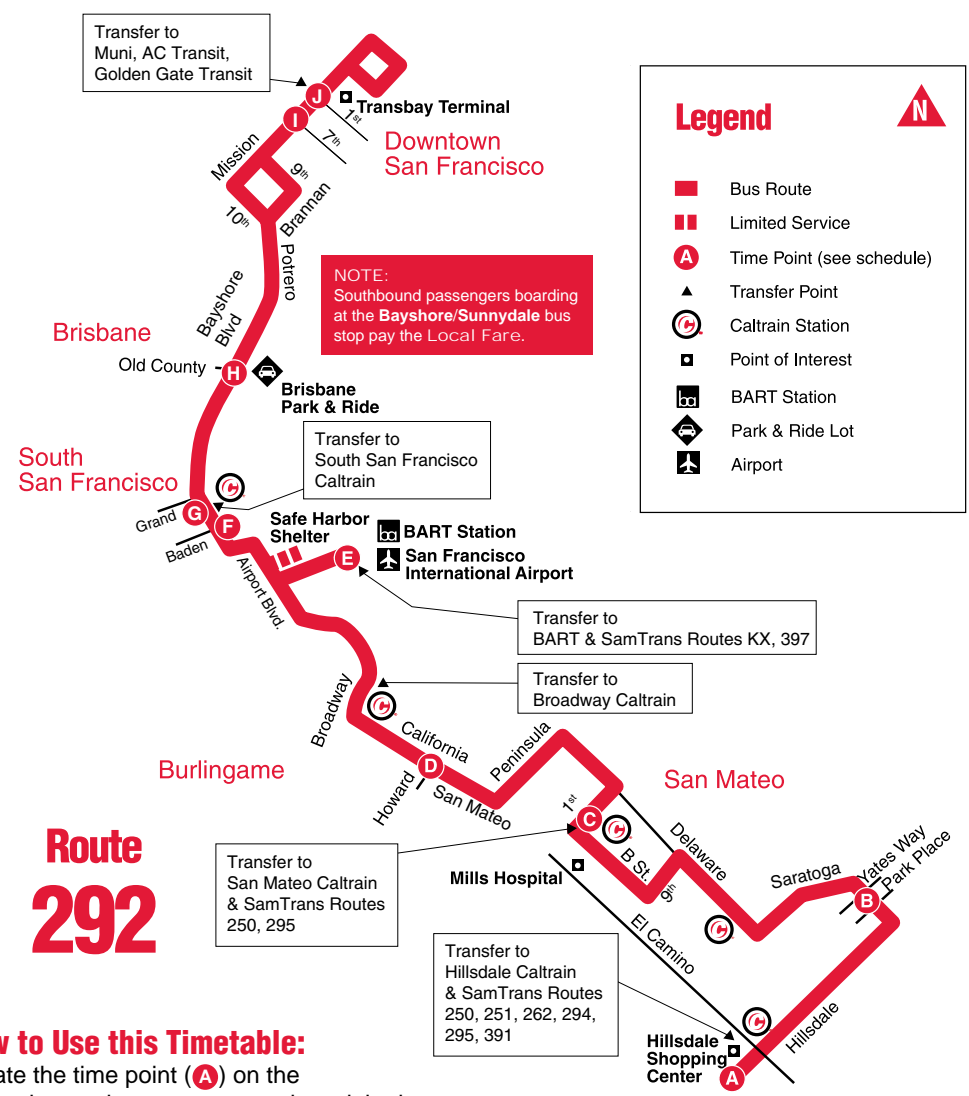 Transfer to
Muni, AC Transit,
Golden Gate Transit
J
Transbay Terminal
I
1st
7th
Downtown
San Francisco
Mission
9th
10th
Brannan
Potrero
Legend
N
Bus Route
Limited Service
A Time Point (see schedule)
Transfer Point
Caltrain Station
Point of Interest
BART Station
Park & Ride Lot
Airport
NOTE:
Southbound passengers boarding
at the Bayshore/Sunnydale bus
stop pay the Local Fare.
Bayshore
Blvd
Brisbane
Old County
H
Brisbane
Park & Ride
South
San Francisco
Transfer to
South San Francisco
Caltrain
Grand
G
F
Baden
Safe Harbor
Shelter
BART Station
E
San Francisco
International Airport
Airport Blvd.
Transfer to
BART & SamTrans Routes KX, 397
Transfer to
Broadway Caltrain
Broadway
California
Burlingame
D
Howard
San Mateo
Peninsula
San Mateo
1st
C
B St.
9th
Delaware
Saratoga
Yates Way
Park Place
B
Mills Hospital
El Camino
Route
292
Transfer to
San Mateo Caltrain
& SamTrans Routes
250, 295
Transfer to
Hillsdale Caltrain
& SamTrans Routes
250, 251, 262, 294,
295, 391
Hillsdale
Hillsdale
Shopping
Center
A
w to Use this Timetable:
ate the time point (A) on the